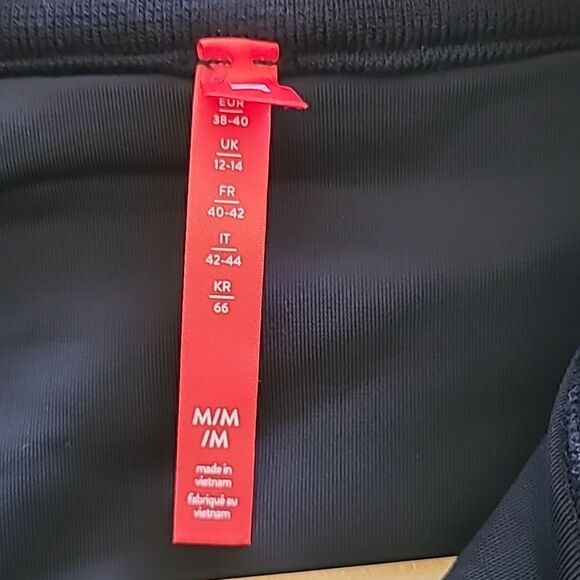 EUR
38-40
UK
12-14
FR
40-42
IT
42-44
KR
66
M/M
/M
made in
vietnam
fabriqué au
vietnam